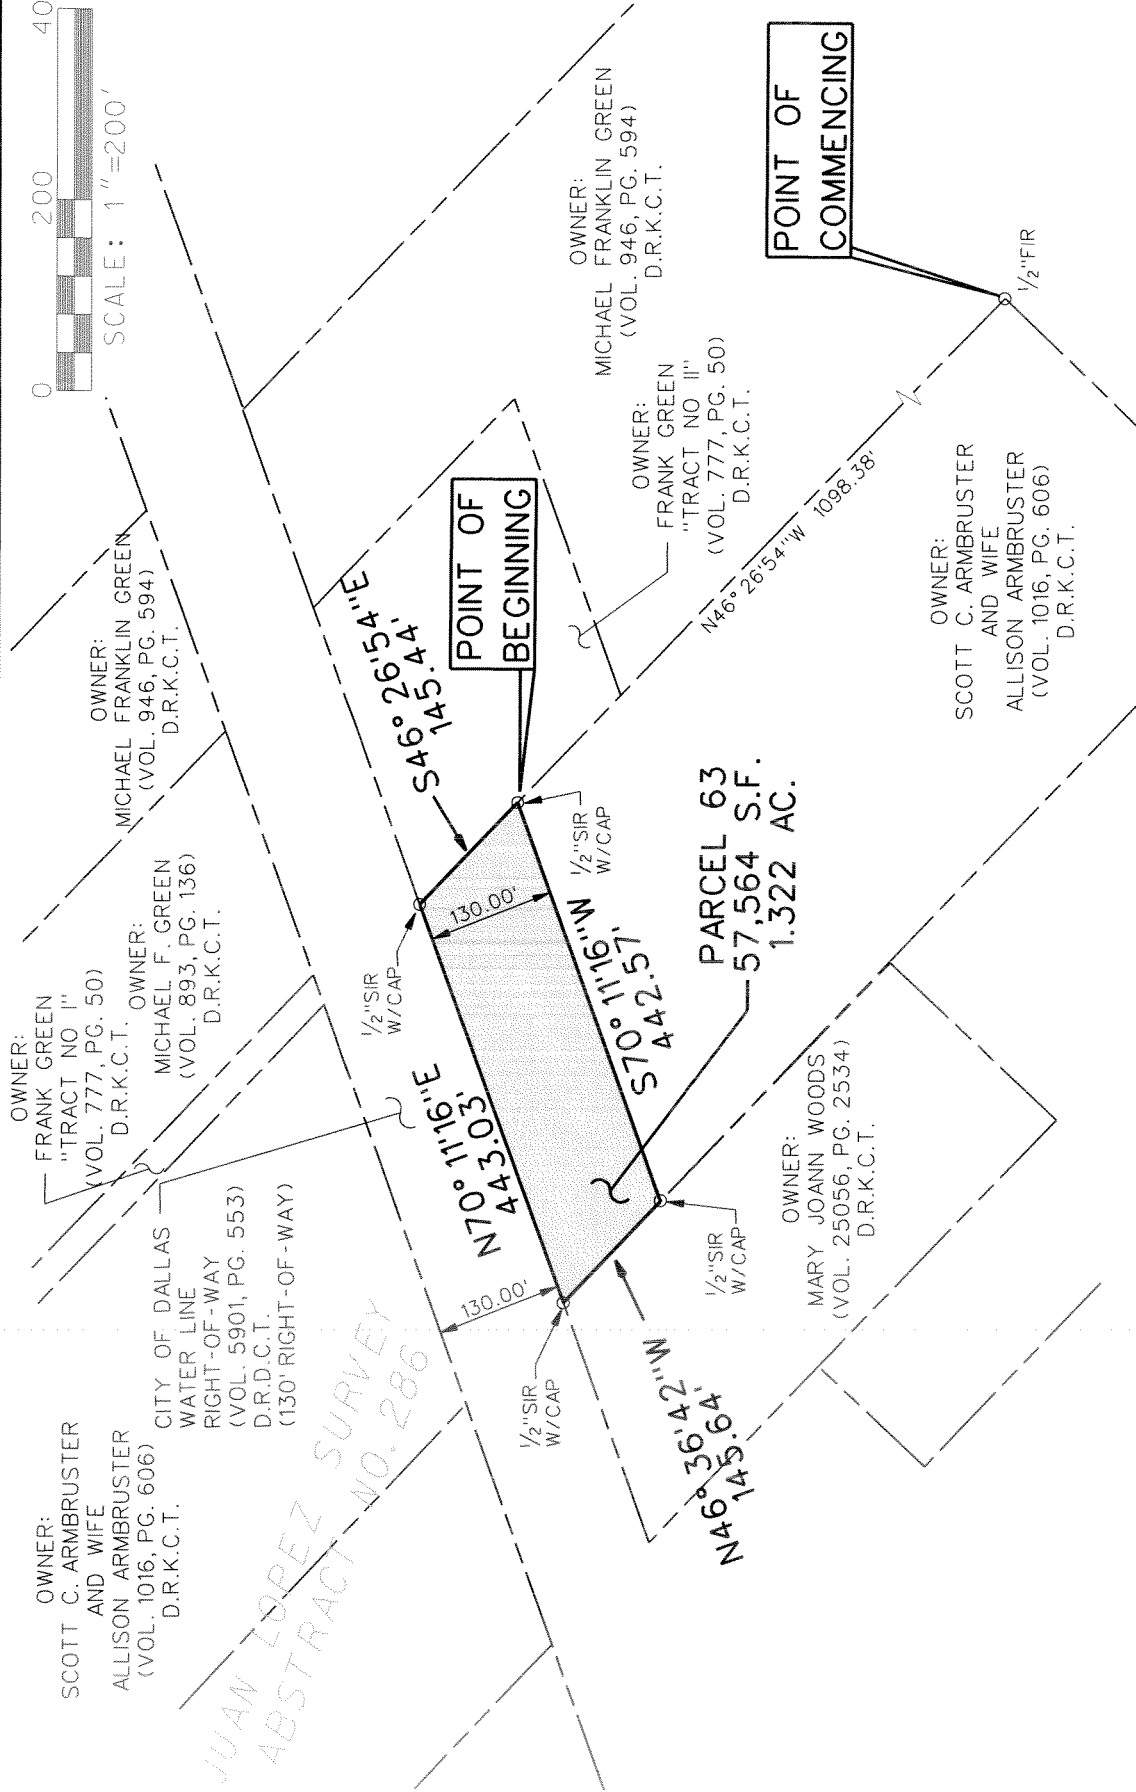 OWNER:
SCOTT C. ARMBRUSTER
AND WIFE
ALLISON ARMBRUSTER
(VOL. 1016, PG. 606)
D.R.K.C.T.
CITY OF DALLAS
WATER LINE
RIGHT-OF-WAY
(VOL. 5901, PG. 553)
D.R.D.C.T.
(130' RIGHT-OF-WAY)
OWNER:
FRANK GREEN
"TRACT NO I"
(VOL. 777, PG. 50)
D.R.K.C.T.
OWNER:
MICHAEL F. GREEN
(VOL. 893, PG. 136)
D.R.K.C.T.
OWNER:
MICHAEL FRANKLIN GREEN
(VOL. 946, PG. 594)
D.R.K.C.T.
0 200 40
SCALE: 1"=200'
JUAN LOPEZ SURVEY
ABSTRACT NO. 286
N70° 11'16"E
443.03'
1/2"SIR
W/CAP
130.00'
S46° 26'54"E
145.44'
POINT OF
BEGINNING
1/2"SIR
W/CAP
130.00'
1/2"SIR
W/CAP
S70° 11'16"W
442.57'
1/2"SIR
W/CAP
N46° 36'42"W
145.64'
PARCEL 63
57,564 S.F.
1.322 AC.
OWNER:
MICHAEL FRANKLIN GREEN
(VOL. 946, PG. 594)
D.R.K.C.T.
OWNER:
FRANK GREEN
"TRACT NO II"
(VOL. 777, PG. 50)
D.R.K.C.T.
N46° 26'54"W 1098.38'
POINT OF
COMMENCING
1/2"FIR
OWNER:
MARY JOANN WOODS
(VOL. 25056, PG. 2534)
D.R.K.C.T.
OWNER:
SCOTT C. ARMBRUSTER
AND WIFE
ALLISON ARMBRUSTER
(VOL. 1016, PG. 606)
D.R.K.C.T.